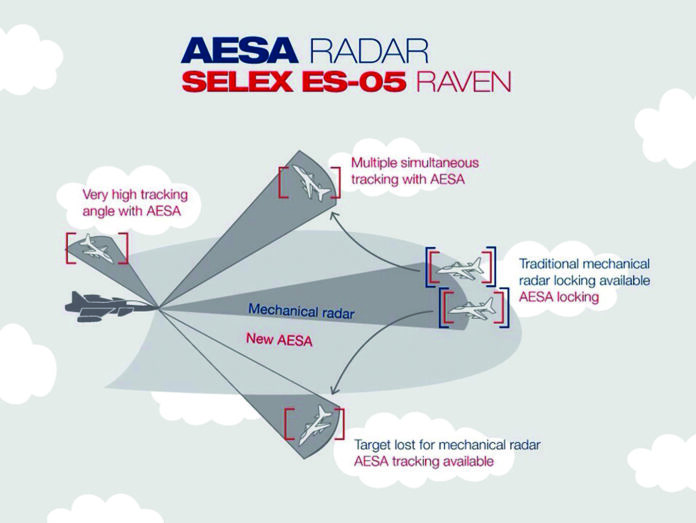 AESA RADAR
SELEX ES-05 RAVEN
Multiple simultaneous
tracking with AESA
Very high tracking
angle with AESA
Traditional mechanical
radar locking available
AESA locking
Mechanical radar
New AESA
Target lost for mechanical radar
AESA tracking available